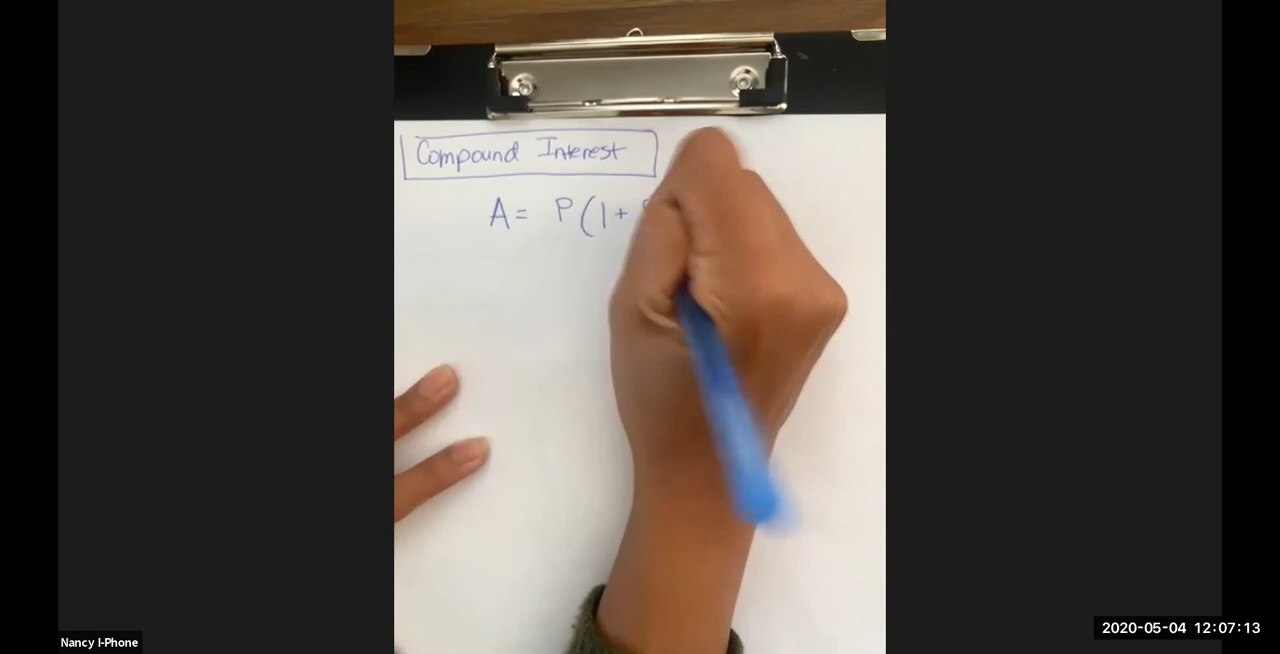 Compound Interest
A= P(1+
Nancy I-Phone
2020-05-04 12:07:13